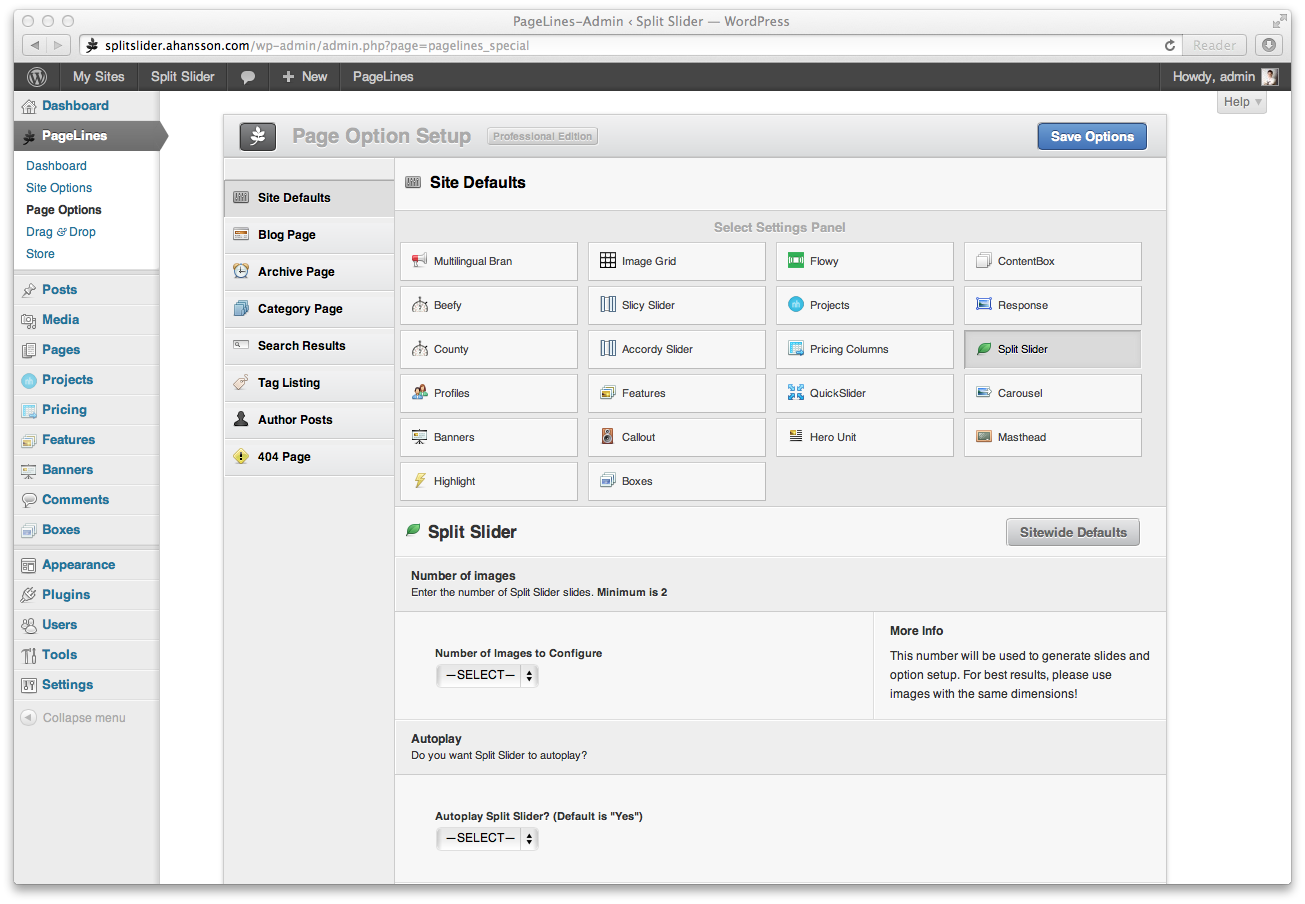 PageLines-Admin ‹ Split Slider — WordPress
splitslider.ahansson.com/wp-admin/admin.php?page=pagelines_special
Reader
My Sites
Split Slider
New
PageLines
Howdy, admin
Help
Dashboard
PageLines
Dashboard
Site Options
Page Options
Drag & Drop
Store
Posts
Media
Pages
Projects
Pricing
Features
Banners
Comments
Boxes
Appearance
Plugins
Users
Tools
Settings
Collapse menu
Page Option Setup
Professional Edition
Save Options
Site Defaults
Blog Page
Archive Page
Category Page
Search Results
Tag Listing
Author Posts
404 Page
Site Defaults
Select Settings Panel
Multilingual Bran
Image Grid
Flowy
ContentBox
Beefy
Slicy Slider
Projects
Response
County
Accordy Slider
Pricing Columns
Split Slider
Profiles
Features
QuickSlider
Carousel
Banners
Callout
Hero Unit
Masthead
Highlight
Boxes
Split Slider
Sitewide Defaults
Number of images
Enter the number of Split Slider slides. Minimum is 2
Number of Images to Configure
—SELECT—
More Info
This number will be used to generate slides and
option setup. For best results, please use
images with the same dimensions!
Autoplay
Do you want Split Slider to autoplay?
Autoplay Split Slider? (Default is "Yes")
—SELECT—